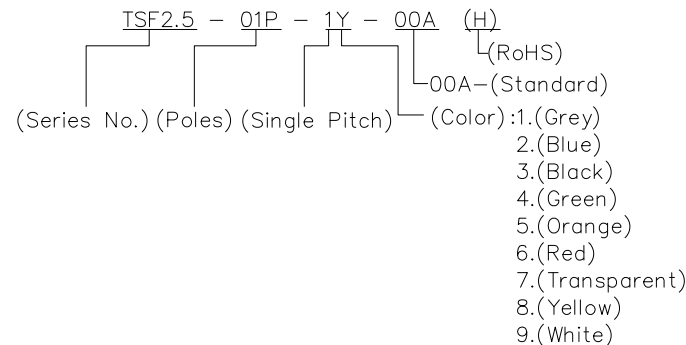 TSF2.5 - 01P - 1Y - 00A (H)
(RoHS)
00A-(Standard)
(Series No.) (Poles) (Single Pitch) (Color):1.(Grey)
2.(Blue)
3.(Black)
4.(Green)
5.(Orange)
6.(Red)
7.(Transparent)
8.(Yellow)
9.(White)